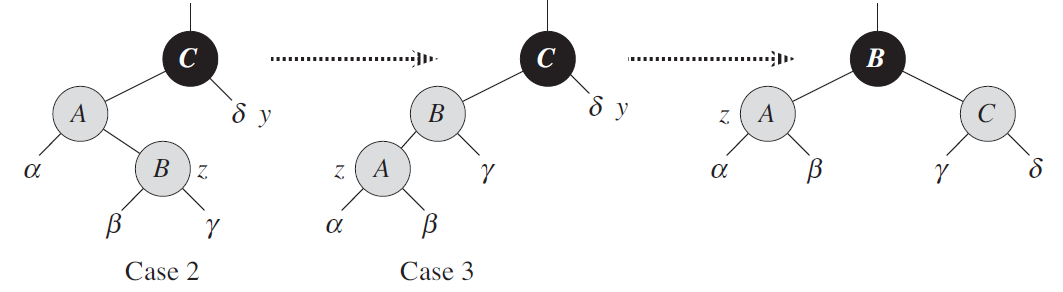 C C B
A δ y B δ y z A C
α B z z A γ α β γ δ
β γ α β
Case 2 Case 3